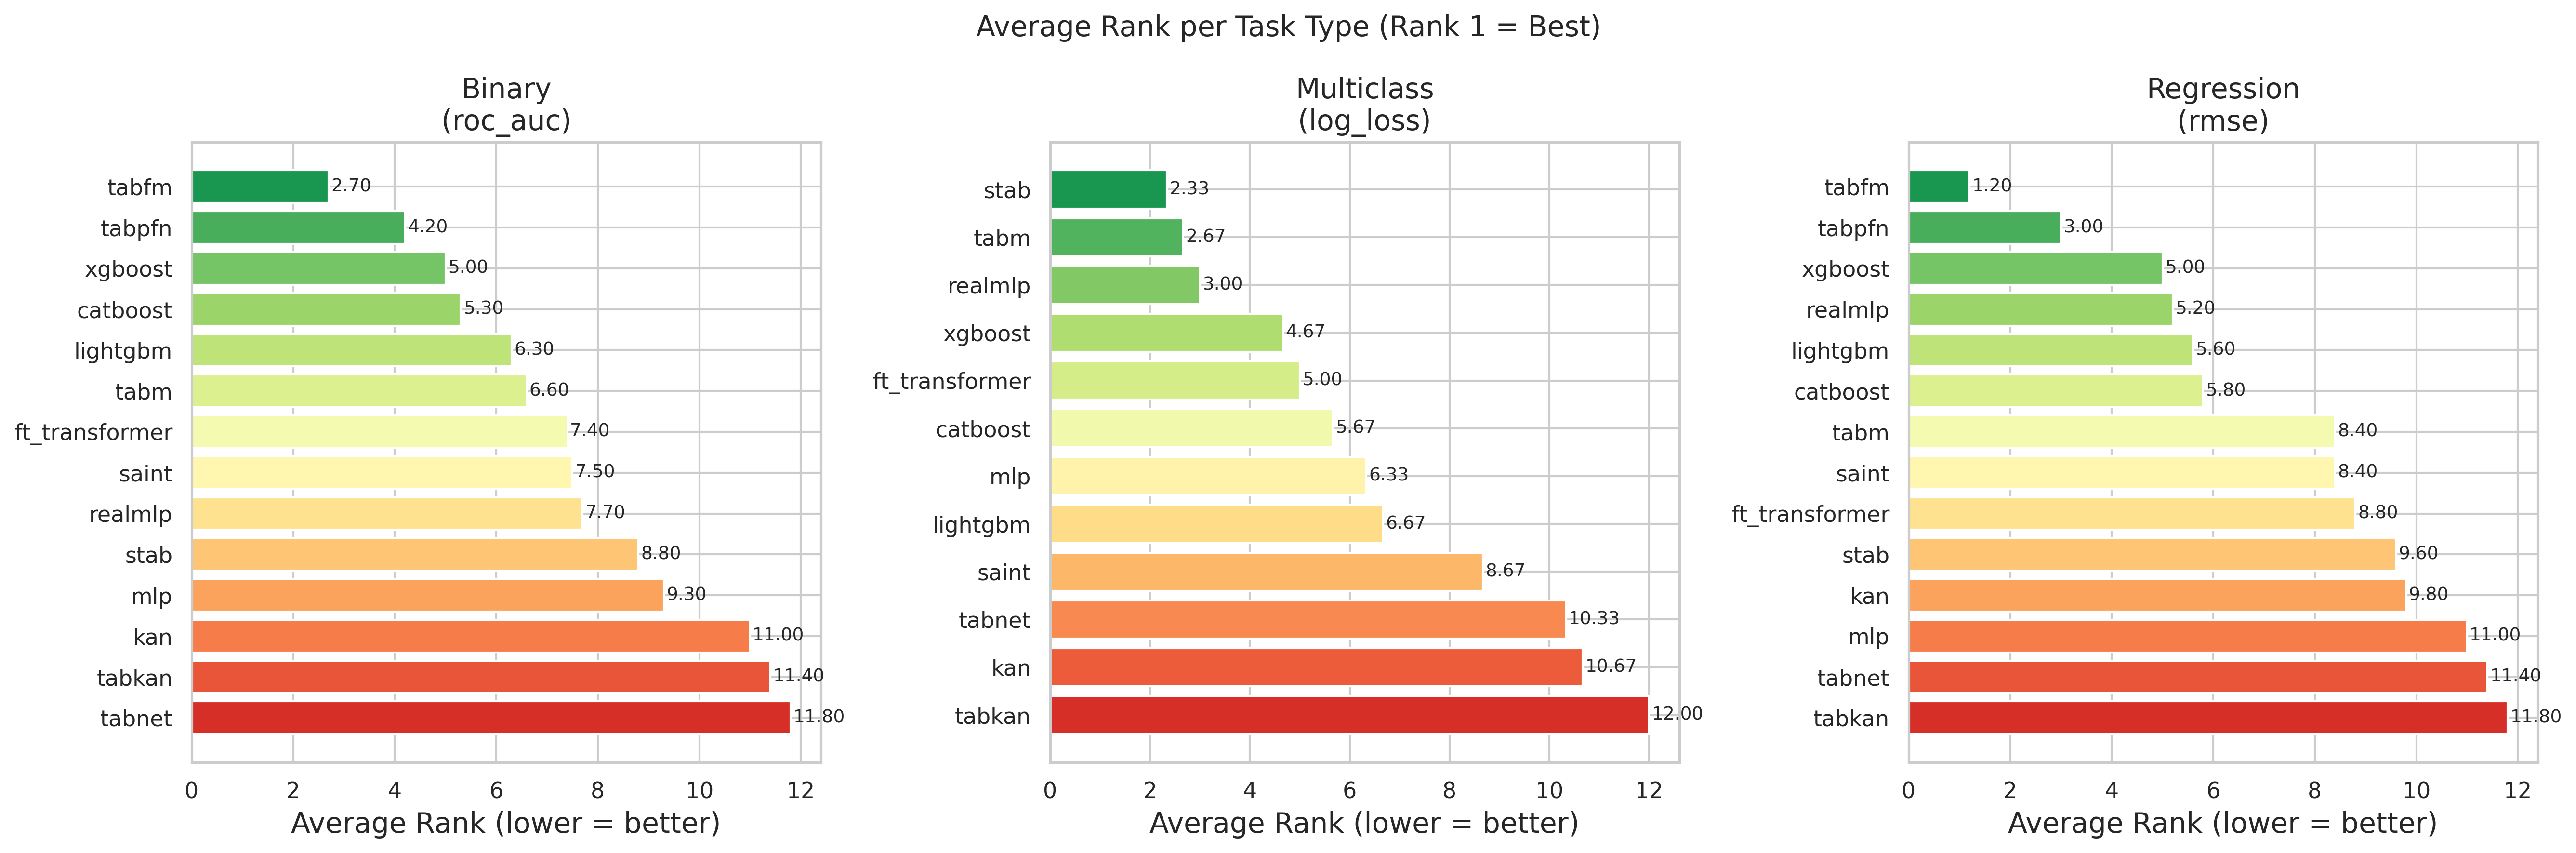 Average Rank per Task Type (Rank 1 = Best)
Binary
(roc_auc)
tabfm 2.70
tabpfn 4.20
xgboost 5.00
catboost 5.30
lightgbm 6.30
tabm 6.60
ft_transformer 7.40
saint 7.50
realmlp 7.70
stab 8.80
mlp 9.30
kan 11.00
tabkan 11.40
tabnet 11.80
0 2 4 6 8 10 12
Average Rank (lower = better)
Multiclass
(log_loss)
stab 2.33
tabm 2.67
realmlp 3.00
xgboost 4.67
ft_transformer 5.00
catboost 5.67
mlp 6.33
lightgbm 6.67
saint 8.67
tabnet 10.33
kan 10.67
tabkan 12.00
0 2 4 6 8 10 12
Average Rank (lower = better)
Regression
(rmse)
tabfm 1.20
tabpfn 3.00
xgboost 5.00
realmlp 5.20
lightgbm 5.60
catboost 5.80
tabm 8.40
saint 8.40
ft_transformer 8.80
stab 9.60
kan 9.80
mlp 11.00
tabnet 11.40
tabkan 11.80
0 2 4 6 8 10 12
Average Rank (lower = better)